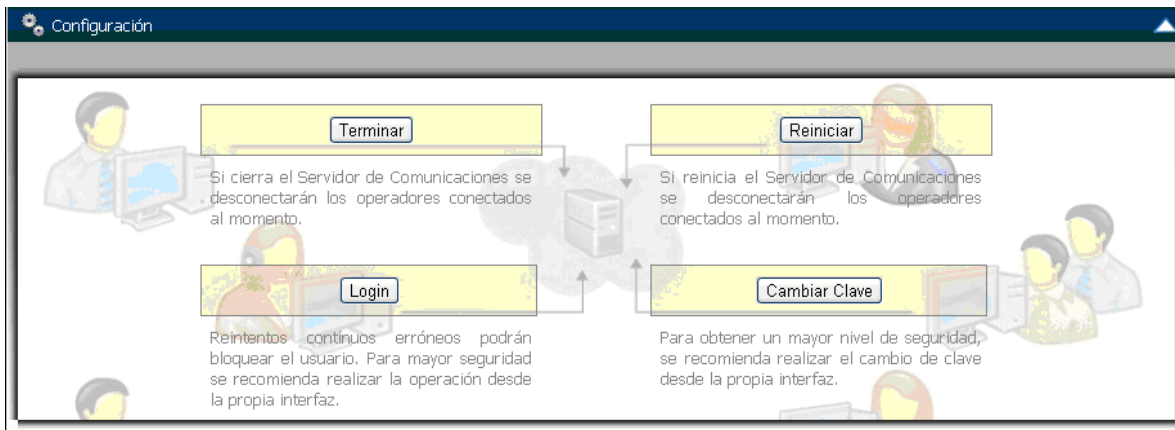 Configuración
Terminar
Si cierra el Servidor de Comunicaciones se
desconectarán los operadores conectados
al momento.
Reiniciar
Si reinicia el Servidor de Comunicaciones
se desconectarán los operadores
conectados al momento.
Login
Reintentos contínuos erróneos podrán
bloquear el usuario. Para mayor seguridad
se recomienda realizar la operación desde
la propia interfaz.
Cambiar Clave
Para obtener un mayor nivel de seguridad,
se recomienda realizar el cambio de clave
desde la propia interfaz.